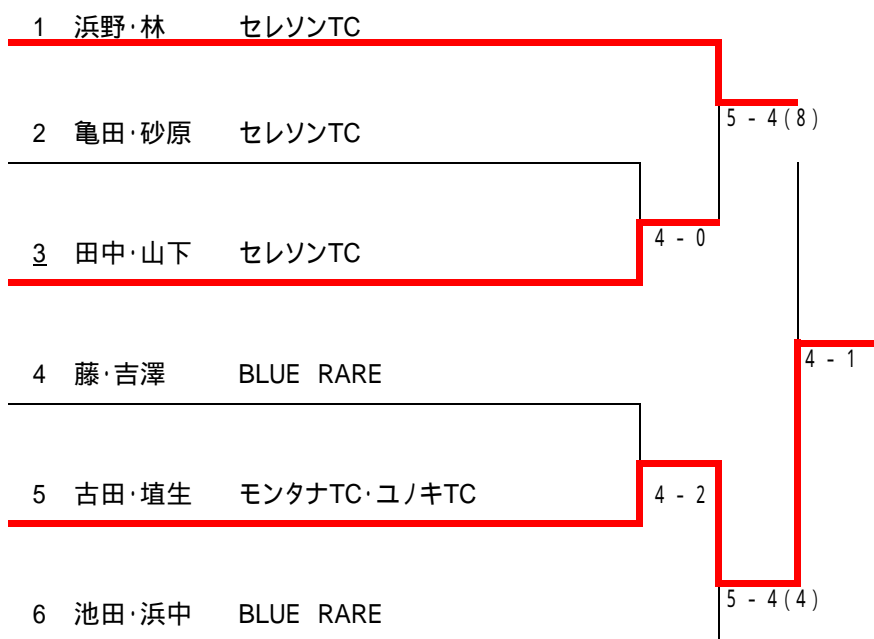 1 浜野･林 セレソンTC
5 - 4(8)
2 亀田･砂原 セレソンTC
4 - 0
3 田中･山下 セレソンTC
4 - 1
4 藤･吉澤 BLUE RARE
5 古田･埴生 モンタナTC･ユノキTC
4 - 2
5 - 4(4)
6 池田･浜中 BLUE RARE